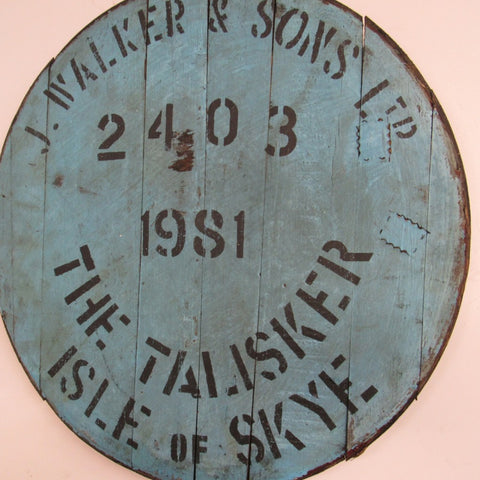 J. WALKER & SONS LTD
2403
1981
THE TALISKER
ISLE OF SKYE